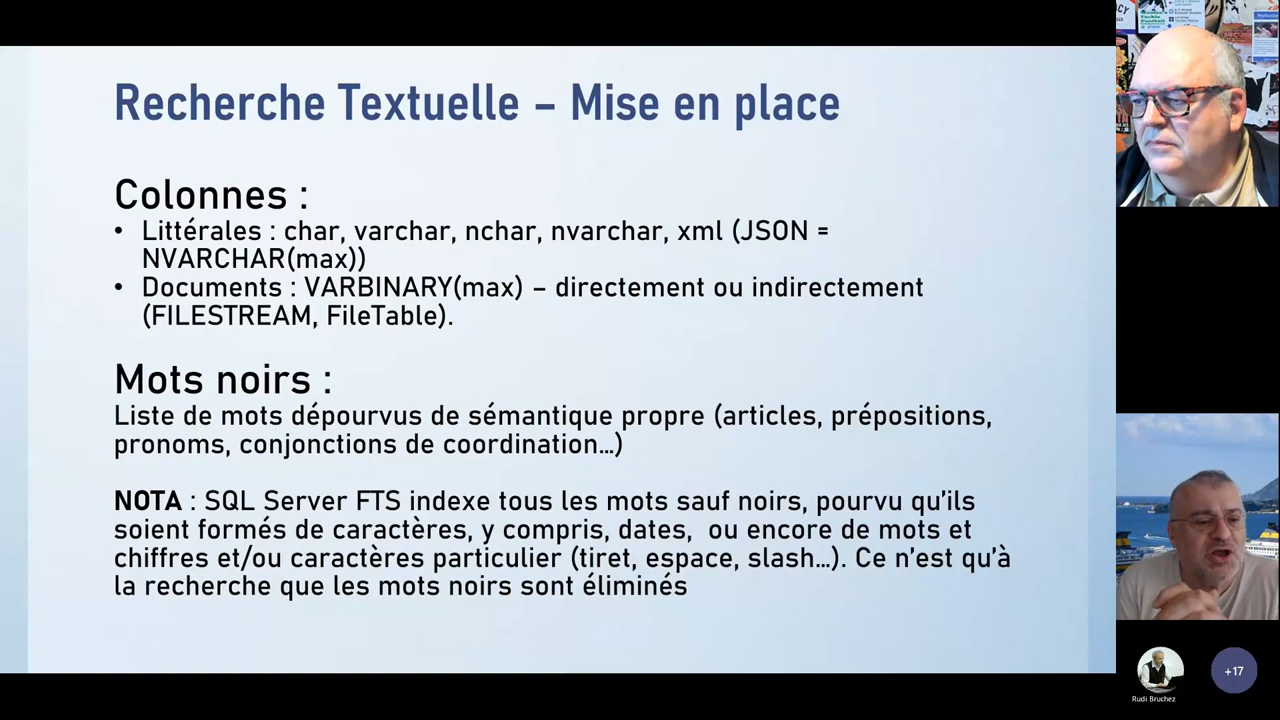 Recherche Textuelle – Mise en place
Colonnes :
• Littérales : char, varchar, nchar, nvarchar, xml (JSON =
NVARCHAR(max))
• Documents : VARBINARY(max) – directement ou indirectement
(FILESTREAM, FileTable).
Mots noirs :
Liste de mots dépourvus de sémantique propre (articles, prépositions,
pronoms, conjonctions de coordination…)
NOTA : SQL Server FTS indexe tous les mots sauf noirs, pourvu qu’ils
soient formés de caractères, y compris, dates,  ou encore de mots et
chiffres et/ou caractères particulier (tiret, espace, slash…). Ce n’est qu’à
la recherche que les mots noirs sont éliminés
Rudi Bruchez
+17